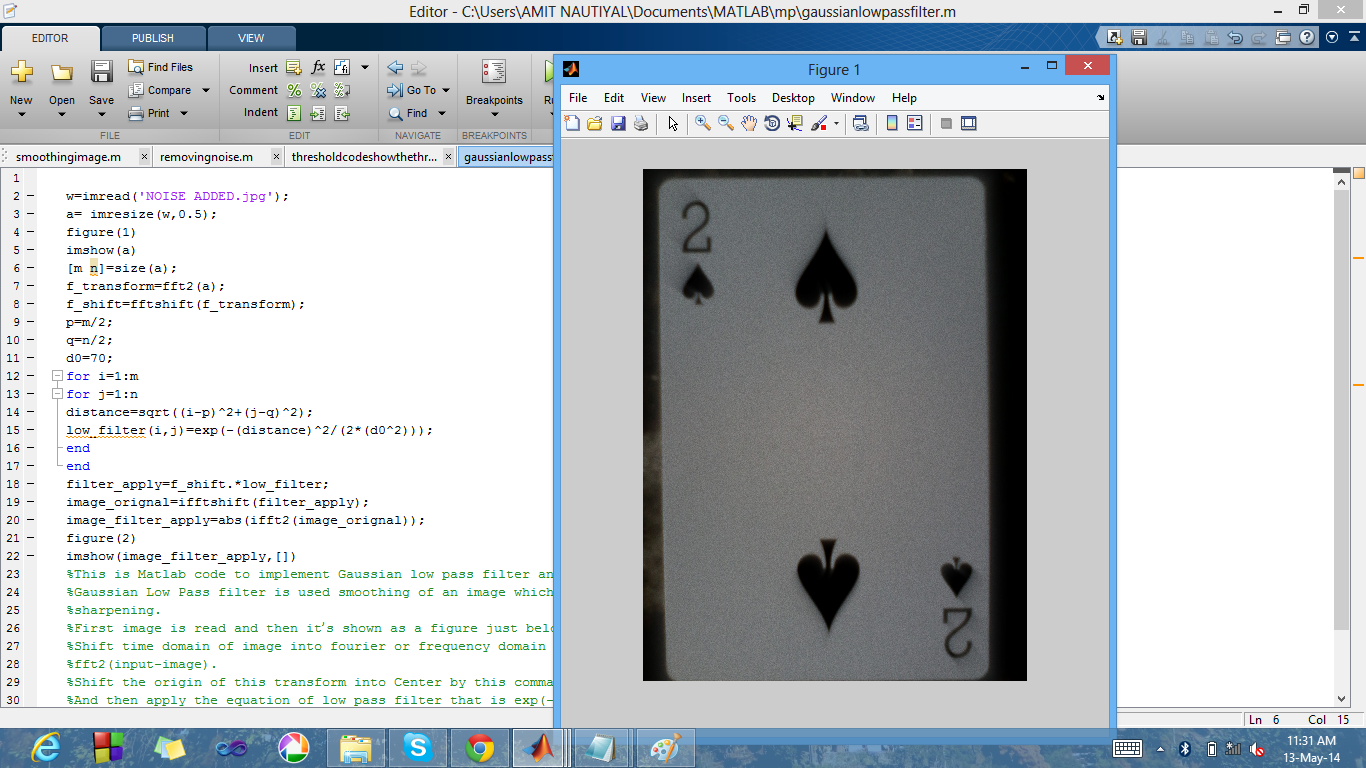 Editor - C:\Users\AMIT NAUTIYAL\Documents\MATLAB\mp\gaussianlowpassfilter.m
EDITOR PUBLISH VIEW
New Open Save Find Files Compare Print
Insert Comment Indent
Go To Find
Breakpoints
FILE EDIT NAVIGATE BREAKPOINTS
smoothingimage.m × removingnoise.m × thresholdcodeshowthethr... × gaussianlowpass
1
2 w=imread('NOISE ADDED.jpg');
3 a= imresize(w,0.5);
4 figure(1)
5 imshow(a)
6 [m n]=size(a);
7 f_transform=fft2(a);
8 f_shift=fftshift(f_transform);
9 p=m/2;
10 q=n/2;
11 d0=70;
12 for i=1:m
13 for j=1:n
14 distance=sqrt((i-p)^2+(j-q)^2);
15 low_filter(i,j)=exp(-(distance)^2/(2*(d0^2)));
16 end
17 end
18 filter_apply=f_shift.*low_filter;
19 image_orignal=ifftshift(filter_apply);
20 image_filter_apply=abs(ifft2(image_orignal));
21 figure(2)
22 imshow(image_filter_apply,[])
23 %This is Matlab code to implement Gaussian low pass filter an
24 %Gaussian Low Pass filter is used smoothing of an image which
25 %sharpening.
26 %First image is read and then it's shown as a figure just belo
27 %Shift time domain of image into fourier or frequency domain
28 %fft2(input-image).
29 %Shift the origin of this transform into Center by this comma
30 %And then apply the equation of low pass filter that is exp(-
Figure 1
File Edit View Insert Tools Desktop Window Help
2
2
Ln 6 Col 15
11:31 AM
13-May-14